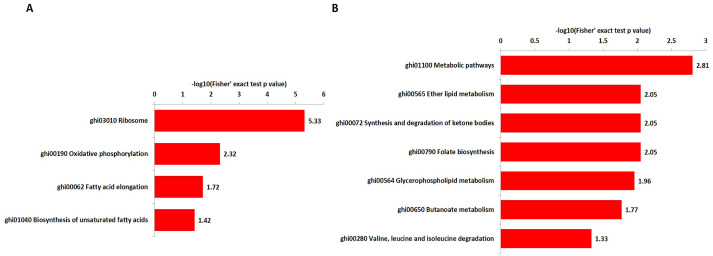 A
-log10(Fisher' exact test p value)
0 1 2 3 4 5 6
ghi03010 Ribosome 5.33
ghi00190 Oxidative phosphorylation 2.32
ghi00062 Fatty acid elongation 1.72
ghi01040 Biosynthesis of unsaturated fatty acids 1.42
B
-log10(Fisher' exact test p value)
0 0.5 1 1.5 2 2.5 3
ghi01100 Metabolic pathways 2.81
ghi00565 Ether lipid metabolism 2.05
ghi00072 Synthesis and degradation of ketone bodies 2.05
ghi00790 Folate biosynthesis 2.05
ghi00564 Glycerophospholipid metabolism 1.96
ghi00650 Butanoate metabolism 1.77
ghi00280 Valine, leucine and isoleucine degradation 1.33